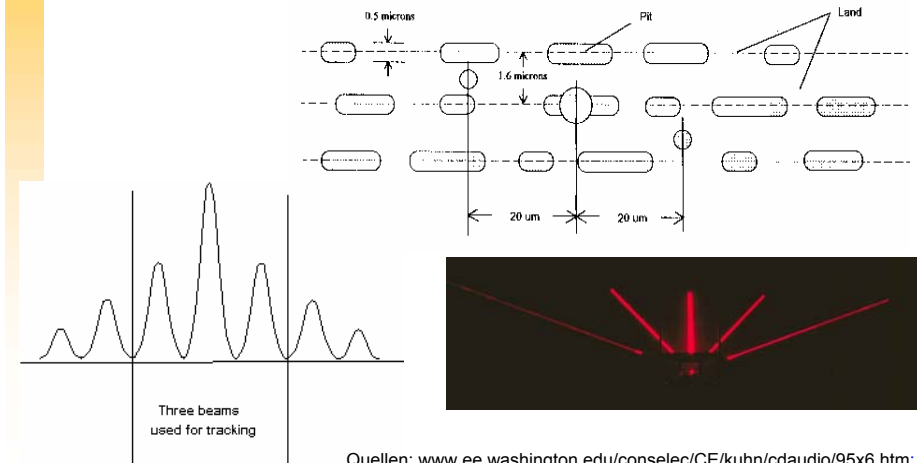 0.5 microns
Pit
Land
1.6 microns
20 um
20 um
Three beams
used for tracking
Quellen: www.ee.washington.edu/conselec/CE/kuhn/cdaudio/95x6.htm;